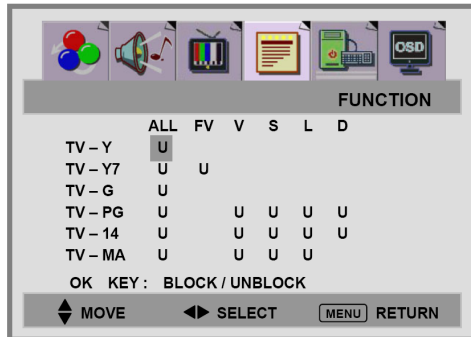 OSD
FUNCTION
ALL FV V S L D
TV – Y U
TV – Y7 U U
TV – G U
TV – PG U U U U U
TV – 14 U U U U U
TV – MA U U U U
OK KEY : BLOCK / UNBLOCK
MOVE SELECT MENU RETURN